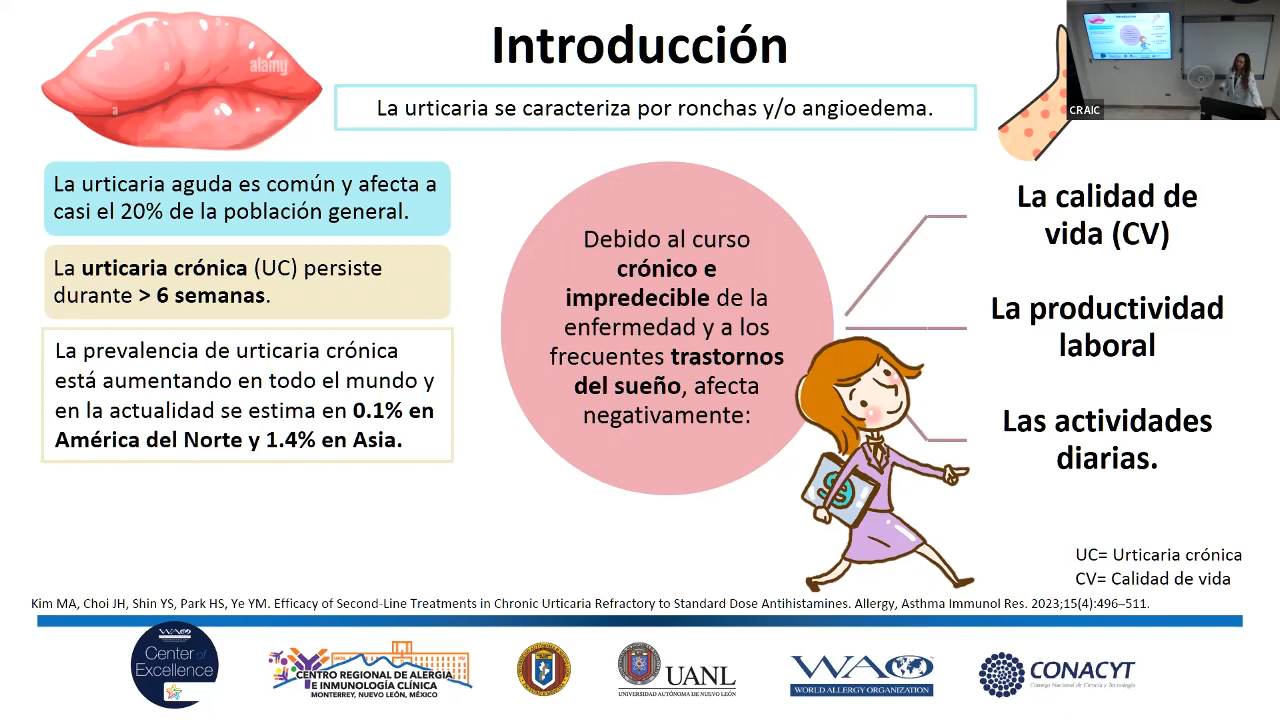 Introducción
La urticaria se caracteriza por ronchas y/o angioedema.
alamy
a
a
CRAIC
La urticaria aguda es común y afecta a
casi el 20% de la población general.
La urticaria crónica (UC) persiste
durante > 6 semanas.
La prevalencia de urticaria crónica
está aumentando en todo el mundo y
en la actualidad se estima en 0.1% en
América del Norte y 1.4% en Asia.
Debido al curso
crónico e
impredecible de la
enfermedad y a los
frecuentes trastornos
del sueño, afecta
negativamente:
La calidad de
vida (CV)
La productividad
laboral
Las actividades
diarias.
UC= Urticaria crónica
CV= Calidad de vida
Kim MA, Choi JH, Shin YS, Park HS, Ye YM. Efficacy of Second-Line Treatments in Chronic Urticaria Refractory to Standard Dose Antihistamines. Allergy, Asthma Immunol Res. 2023;15(4):496–511.
WAO
Center of
Excellence
UANL
CENTRO REGIONAL DE ALERGIA
E INMUNOLOGÍA CLÍNICA
MONTERREY, NUEVO LEÓN, MÉXICO
UANL
UNIVERSIDAD AUTÓNOMA DE NUEVO LEÓN
WAO
WORLD ALLERGY ORGANIZATION
CONACYT
Consejo Nacional de Ciencia y Tecnología